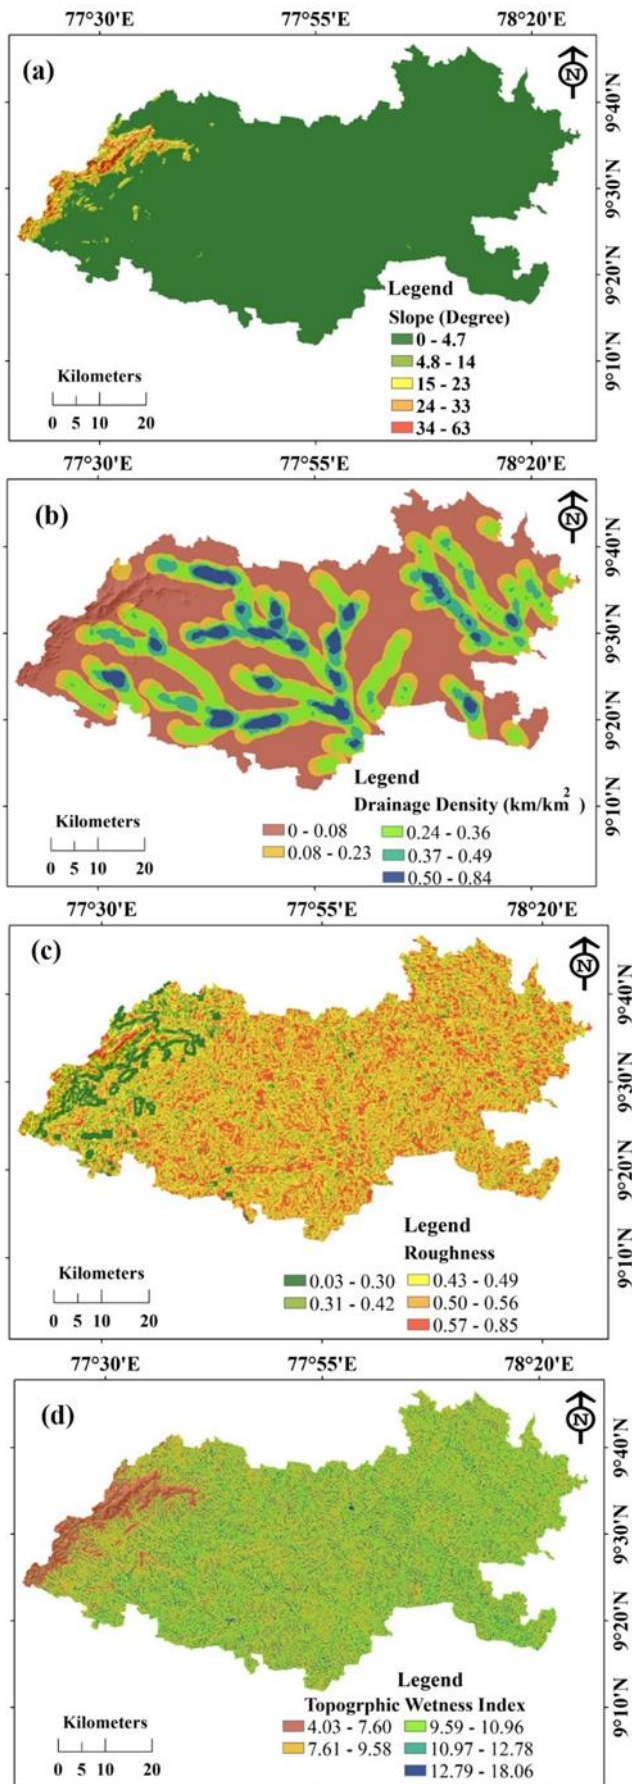 77°30'E 77°55'E 78°20'E
(a)
N
9°40'N
9°30'N
9°20'N
9°10'N
Legend
Slope (Degree)
0 - 4.7
4.8 - 14
15 - 23
24 - 33
34 - 63
Kilometers
0 5 10 20
77°30'E 77°55'E 78°20'E
(b)
N
9°40'N
9°30'N
9°20'N
9°10'N
Legend
Drainage Density (km/km2)
0 - 0.08 0.24 - 0.36
0.08 - 0.23 0.37 - 0.49
0.50 - 0.84
Kilometers
0 5 10 20
77°30'E 77°55'E 78°20'E
(c)
N
9°40'N
9°30'N
9°20'N
9°10'N
Legend
Roughness
0.03 - 0.30 0.43 - 0.49
0.31 - 0.42 0.50 - 0.56
0.57 - 0.85
Kilometers
0 5 10 20
77°30'E 77°55'E 78°20'E
(d)
N
9°40'N
9°30'N
9°20'N
9°10'N
Legend
Topogrphic Wetness Index
4.03 - 7.60 9.59 - 10.96
7.61 - 9.58 10.97 - 12.78
12.79 - 18.06
Kilometers
0 5 10 20